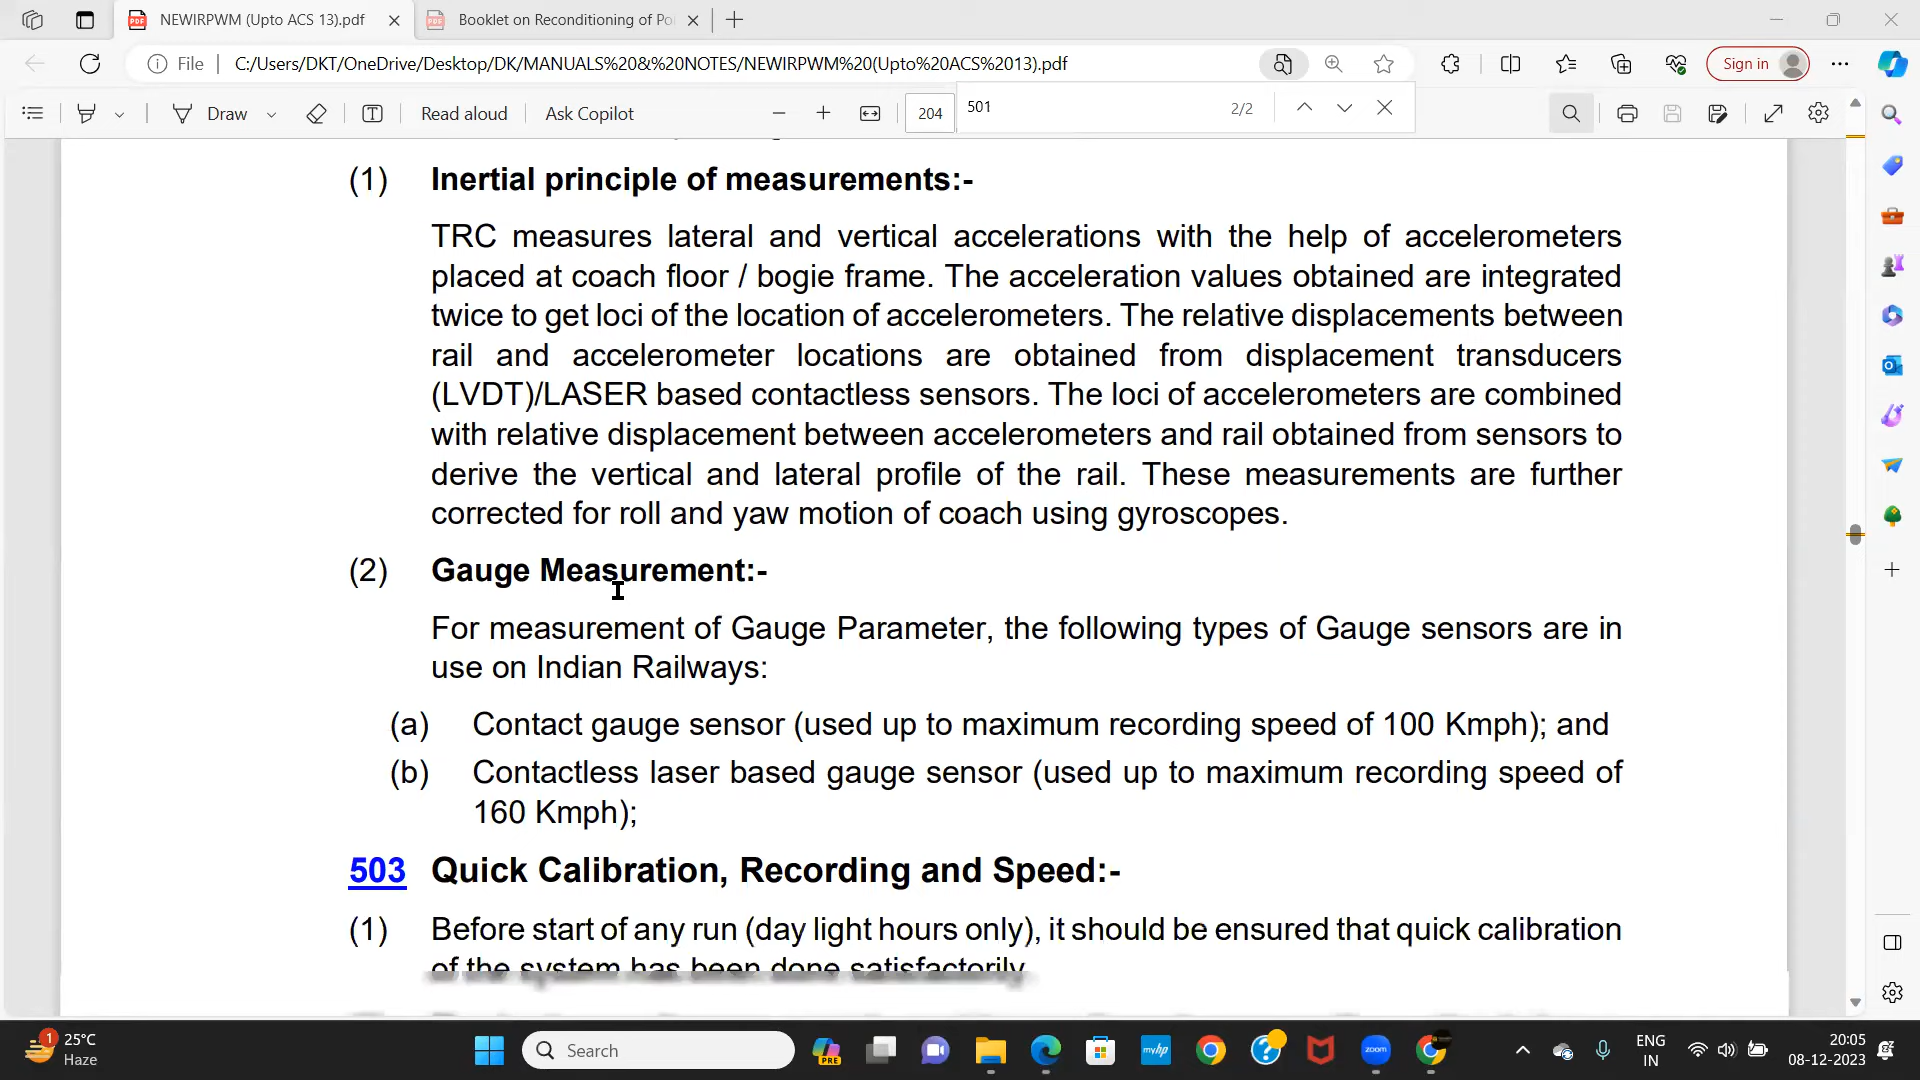 NEWIRPWM (Upto ACS 13).pdf
Booklet on Reconditioning of Po
File
C:/Users/DKT/OneDrive/Desktop/DK/MANUALS%20&%20NOTES/NEWIRPWM%20(Upto%20ACS%2013).pdf
Sign in
Draw
Read aloud
Ask Copilot
204
501
2/2
(1) Inertial principle of measurements:-
TRC measures lateral and vertical accelerations with the help of accelerometers
placed at coach floor / bogie frame. The acceleration values obtained are integrated
twice to get loci of the location of accelerometers. The relative displacements between
rail and accelerometer locations are obtained from displacement transducers
(LVDT)/LASER based contactless sensors. The loci of accelerometers are combined
with relative displacement between accelerometers and rail obtained from sensors to
derive the vertical and lateral profile of the rail. These measurements are further
corrected for roll and yaw motion of coach using gyroscopes.
(2) Gauge Measurement:-
For measurement of Gauge Parameter, the following types of Gauge sensors are in
use on Indian Railways:
(a) Contact gauge sensor (used up to maximum recording speed of 100 Kmph); and
(b) Contactless laser based gauge sensor (used up to maximum recording speed of
160 Kmph);
503 Quick Calibration, Recording and Speed:-
(1) Before start of any run (day light hours only), it should be ensured that quick calibration
of the system has been done satisfactorily
1
25°C
Haze
Search
PRE
myhp
zoom
ENG
IN
20:05
08-12-2023